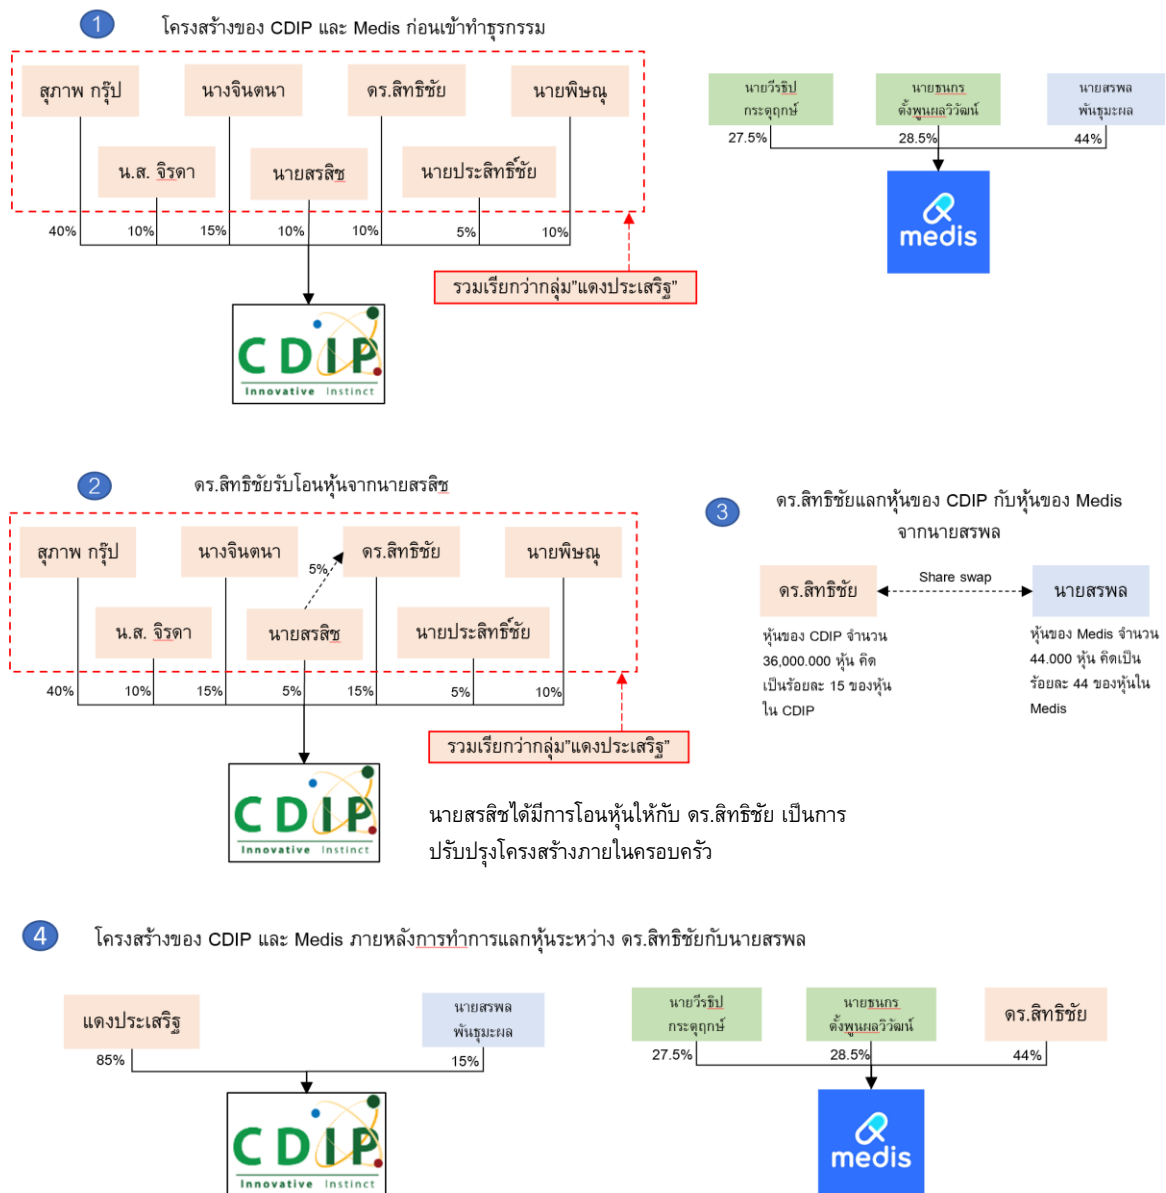 1
โครงสร้างของ CDIP และ Medis ก่อนเข้าทำธุรกรรม
สุภาพ กรุ๊ป
นางจินตนา
ดร.สิทธิชัย
นายพิษณุ
น.ส. จิรดา
นายสรสิช
นายประสิทธิ์ชัย
40%
10%
15%
10%
10%
5%
10%
รวมเรียกว่ากลุ่ม"แดงประเสริฐ"
CDIP
Innovative Instinct
นายวีรธิป
กระตุฤกษ์
นายธนกร
ตั้งพูนผลวิวัฒน์
นายสรพล
พันธุมะผล
27.5%
28.5%
44%
medis
2
ดร.สิทธิชัยรับโอนหุ้นจากนายสรสิช
สุภาพ กรุ๊ป
นางจินตนา
5%
ดร.สิทธิชัย
นายพิษณุ
น.ส. จิรดา
นายสรสิช
นายประสิทธิ์ชัย
40%
10%
15%
5%
15%
5%
10%
รวมเรียกว่ากลุ่ม"แดงประเสริฐ"
CDIP
Innovative Instinct
นายสรสิชได้มีการโอนหุ้นให้กับ ดร.สิทธิชัย เป็นการ
ปรับปรุงโครงสร้างภายในครอบครัว
3
ดร.สิทธิชัยแลกหุ้นของ CDIP กับหุ้นของ Medis
จากนายสรพล
ดร.สิทธิชัย
Share swap
นายสรพล
หุ้นของ CDIP จำนวน
36,000.000 หุ้น คิด
เป็นร้อยละ 15 ของหุ้น
ใน CDIP
หุ้นของ Medis จำนวน
44.000 หุ้น คิดเป็น
ร้อยละ 44 ของหุ้นใน
Medis
4
โครงสร้างของ CDIP และ Medis ภายหลังการทำการแลกหุ้นระหว่าง ดร.สิทธิชัยกับนายสรพล
แดงประเสริฐ
นายสรพล
พันธุมะผล
85%
15%
CDIP
Innovative Instinct
นายวีรธิป
กระตุฤกษ์
นายธนกร
ตั้งพูนผลวิวัฒน์
ดร.สิทธิชัย
27.5%
28.5%
44%
medis